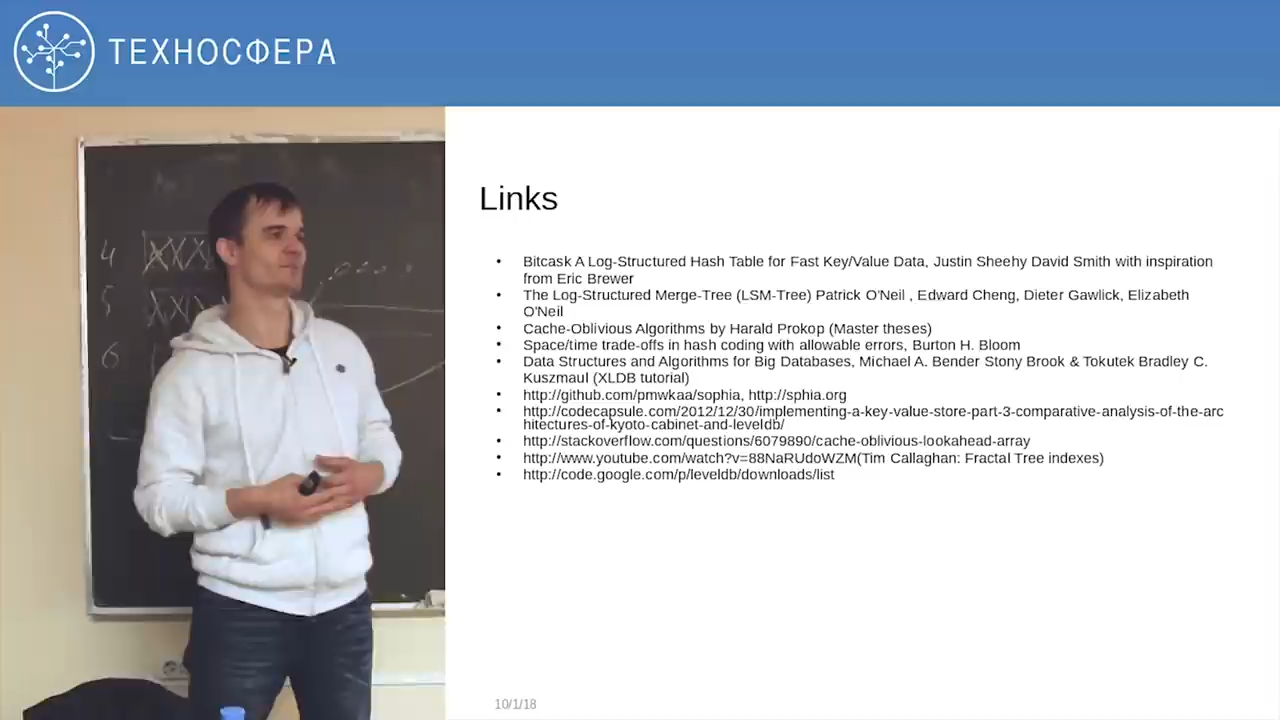 ТЕХНОСФЕРА
4 XXX
5 XX
6
Links
• Bitcask A Log-Structured Hash Table for Fast Key/Value Data, Justin Sheehy David Smith with inspiration
from Eric Brewer
• The Log-Structured Merge-Tree (LSM-Tree) Patrick O'Neil , Edward Cheng, Dieter Gawlick, Elizabeth
O'Neil
• Cache-Oblivious Algorithms by Harald Prokop (Master theses)
• Space/time trade-offs in hash coding with allowable errors, Burton H. Bloom
• Data Structures and Algorithms for Big Databases, Michael A. Bender Stony Brook & Tokutek Bradley C.
Kuszmaul (XLDB tutorial)
• http://github.com/pmwkaa/sophia, http://sphia.org
• http://codecapsule.com/2012/12/30/implementing-a-key-value-store-part-3-comparative-analysis-of-the-arc
hitectures-of-kyoto-cabinet-and-leveldb/
• http://stackoverflow.com/questions/6079890/cache-oblivious-lookahead-array
• http://www.youtube.com/watch?v=88NaRUdoWZM(Tim Callaghan: Fractal Tree indexes)
• http://code.google.com/p/leveldb/downloads/list
10/1/18